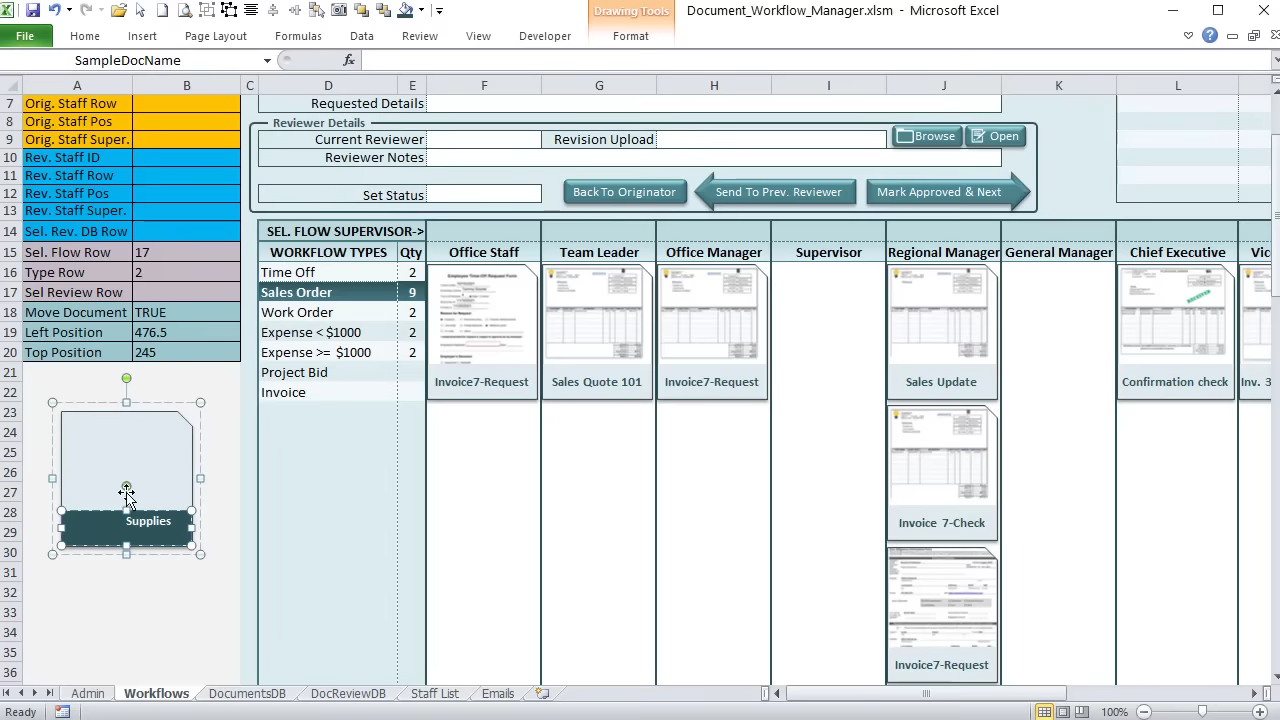 Drawing Tools
Document_Workflow_Manager.xlsm - Microsoft Excel
File Home Insert Page Layout Formulas Data Review View Developer Format
SampleDocName fx
A B C D E F G H I J K L
7 Orig. Staff Row Requested Details
8 Orig. Staff Pos Reviewer Details
9 Orig. Staff Super. Current Reviewer Revision Upload Browse Open
10 Rev. Staff ID Reviewer Notes
11 Rev. Staff Row
12 Rev. Staff Pos Set Status Back To Originator Send To Prev. Reviewer Mark Approved & Next
13 Rev. Staff Super.
14 Sel. Rev. DB Row SEL. FLOW SUPERVISOR->
15 Sel. Flow Row 17 WORKFLOW TYPES Qty Office Staff Team Leader Office Manager Supervisor Regional Manager General Manager Chief Executive Vic
16 Type Row 2 Time Off 2
17 Sel Review Row Sales Order 9
18 Move Document TRUE Work Order 2
19 Left Position 476.5 Expense < $1000 2
20 Top Position 245 Expense >= $1000 2
21 Project Bid Invoice7-Request Sales Quote 101 Invoice7-Request Sales Update Confirmation check Inv. 3
22 Invoice
23
24
25
26
27
28 Supplies Invoice 7-Check
29
30
31
32
33
34
35 Invoice7-Request
36
Employee Time-Off Request Form
Admin Workflows DocumentsDB DocReviewDB Staff List Emails
Ready 100%